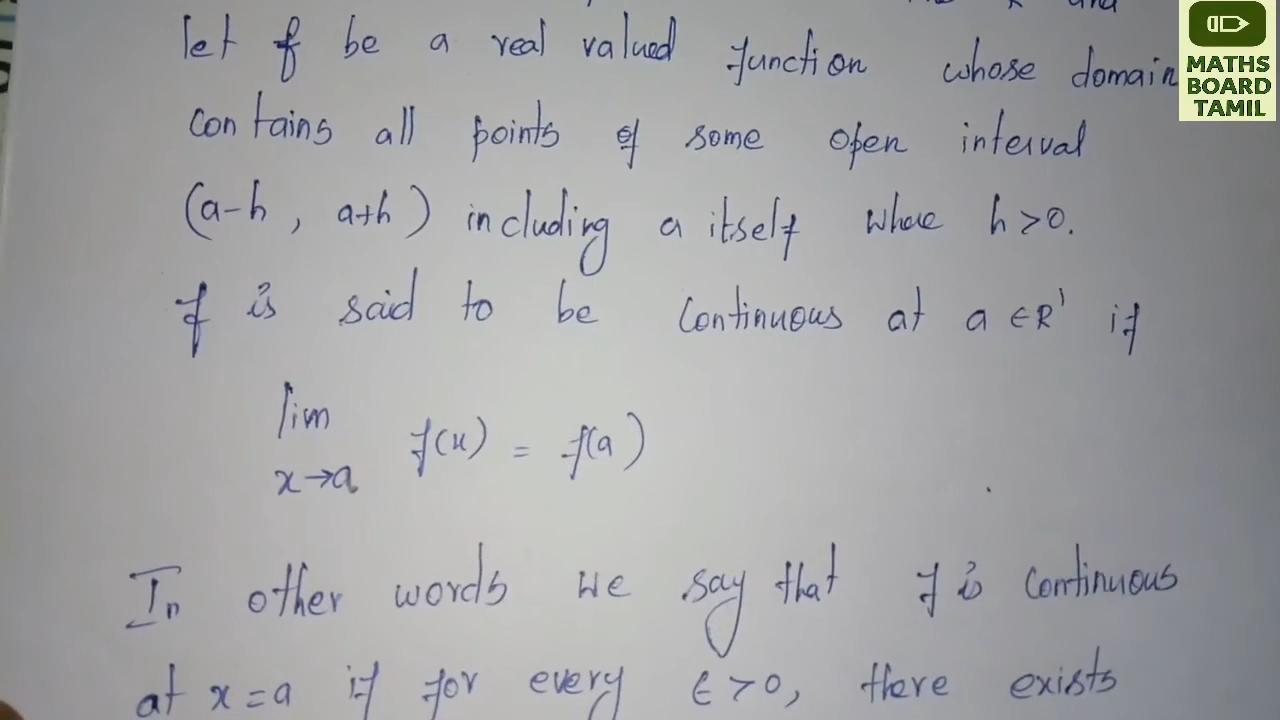 let f be a real valued function whose domain
contains all points of some open interval
(a-h, a+h) including a itself where h>0.
f is said to be continuous at a ∈ R' if
lim
x→a f(x) = f(a)
In other words we say that f is continuous
at x=a if for every ε>0, there exists
MATHS
BOARD
TAMIL